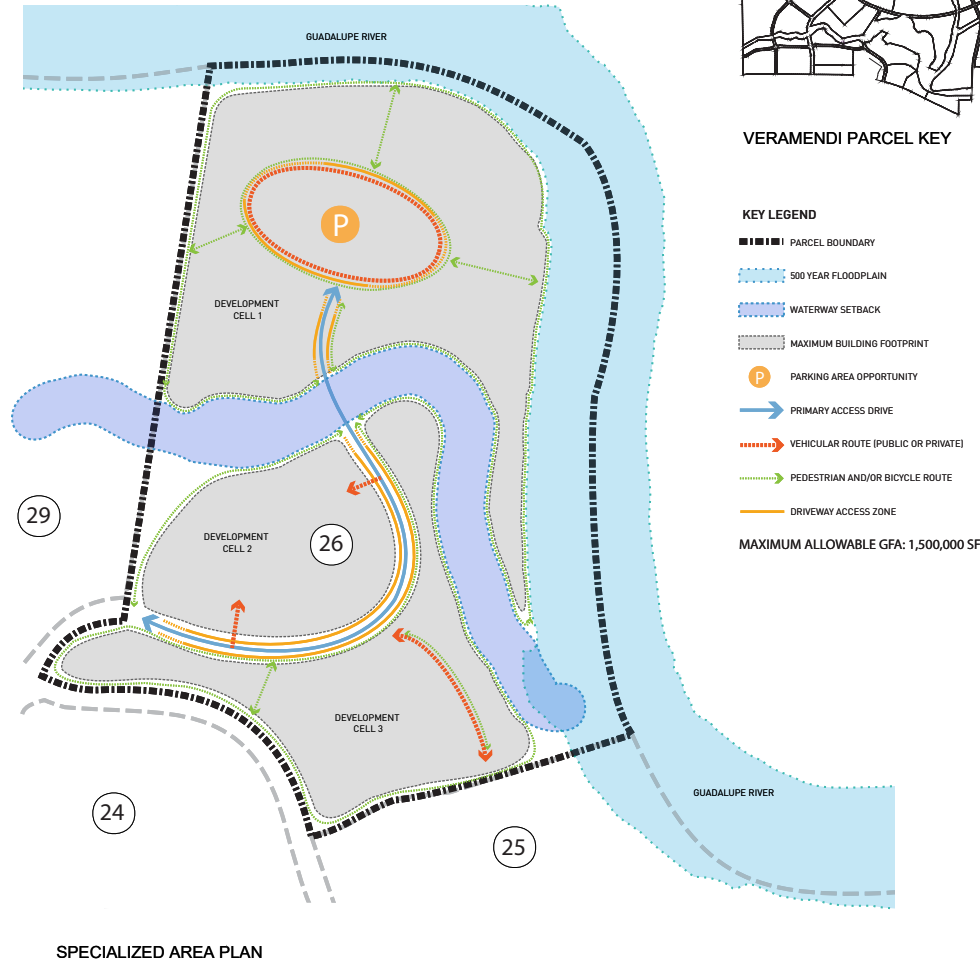 GUADALUPE RIVER
VERAMENDI PARCEL KEY
KEY LEGEND
PARCEL BOUNDARY
500 YEAR FLOODPLAIN
WATERWAY SETBACK
MAXIMUM BUILDING FOOTPRINT
P
PARKING AREA OPPORTUNITY
PRIMARY ACCESS DRIVE
VEHICULAR ROUTE (PUBLIC OR PRIVATE)
PEDESTRIAN AND/OR BICYCLE ROUTE
DRIVEWAY ACCESS ZONE
MAXIMUM ALLOWABLE GFA: 1,500,000 SF
P
DEVELOPMENT
CELL 1
29
DEVELOPMENT
CELL 2
26
DEVELOPMENT
CELL 3
24
25
GUADALUPE RIVER
SPECIALIZED AREA PLAN